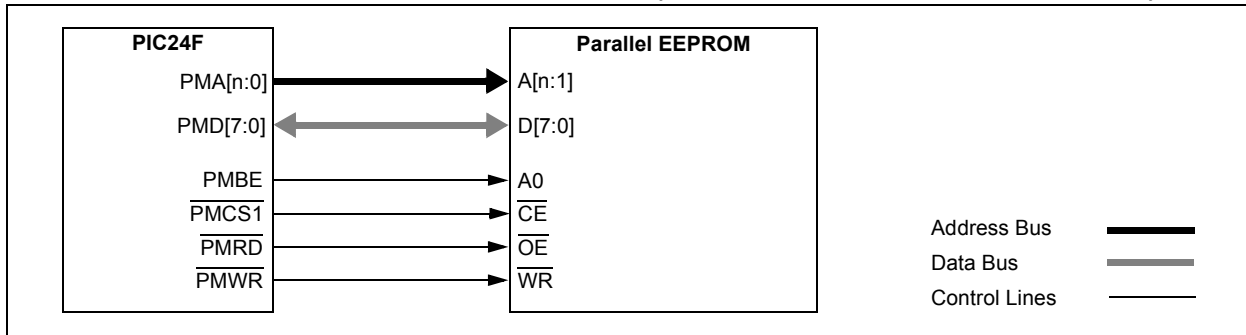 PIC24F
Parallel EEPROM
PMA[n:0]
A[n:1]
PMD[7:0]
D[7:0]
PMBE
A0
PMCS1
CE
PMRD
OE
PMWR
WR
Address Bus
Data Bus
Control Lines